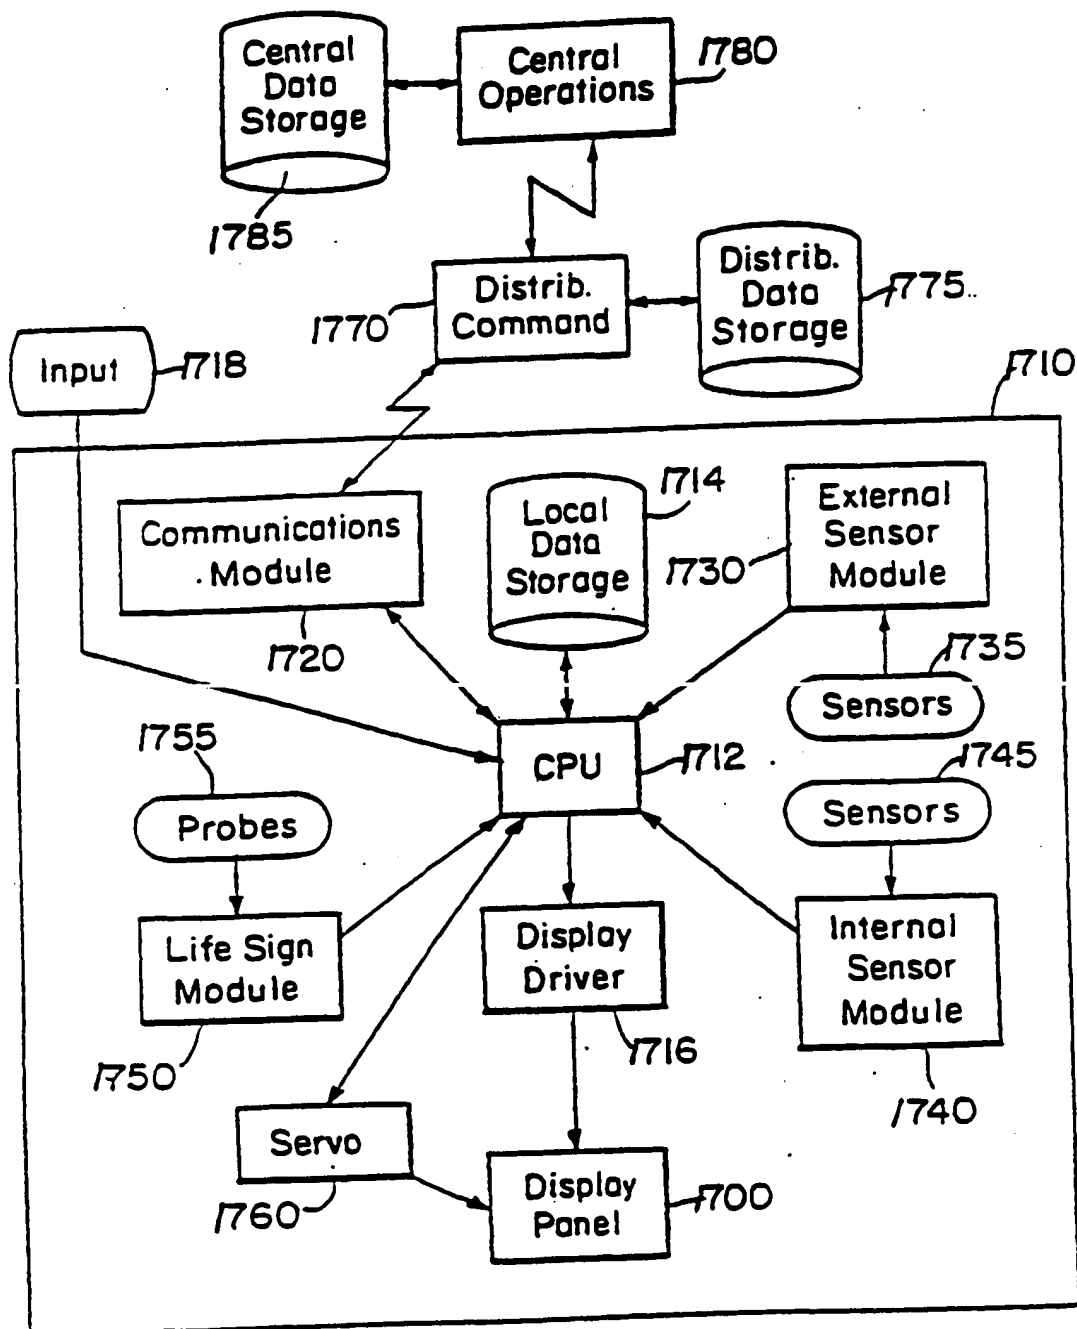 Central
Data
Storage
1785
Central
Operations
1780
Distrib.
Command
1770
Distrib.
Data
Storage
1775
Input
1718
1710
Communications
Module
1720
Local
Data
Storage
1714
External
Sensor
Module
1730
Sensors
1735
CPU
1712
Probes
1755
Sensors
1745
Life Sign
Module
1750
Display
Driver
1716
Internal
Sensor
Module
1740
Servo
1760
Display
Panel
1700